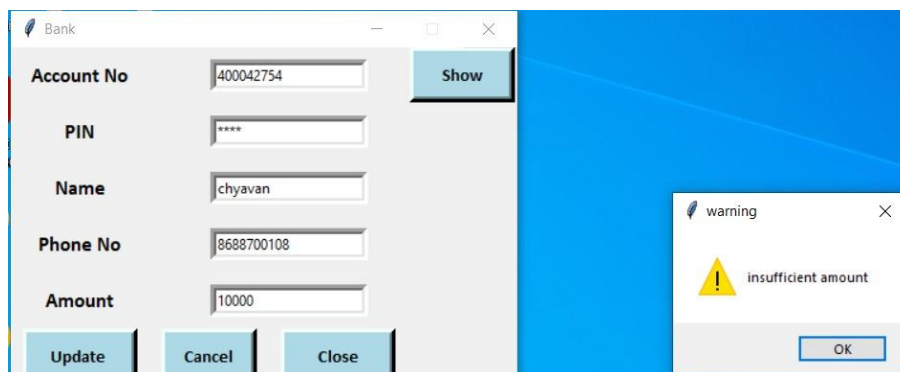 Bank
Account No 400042754 Show
PIN ****
Name chyavan
Phone No 8688700108
Amount 10000
Update Cancel Close
warning
insufficient amount
OK